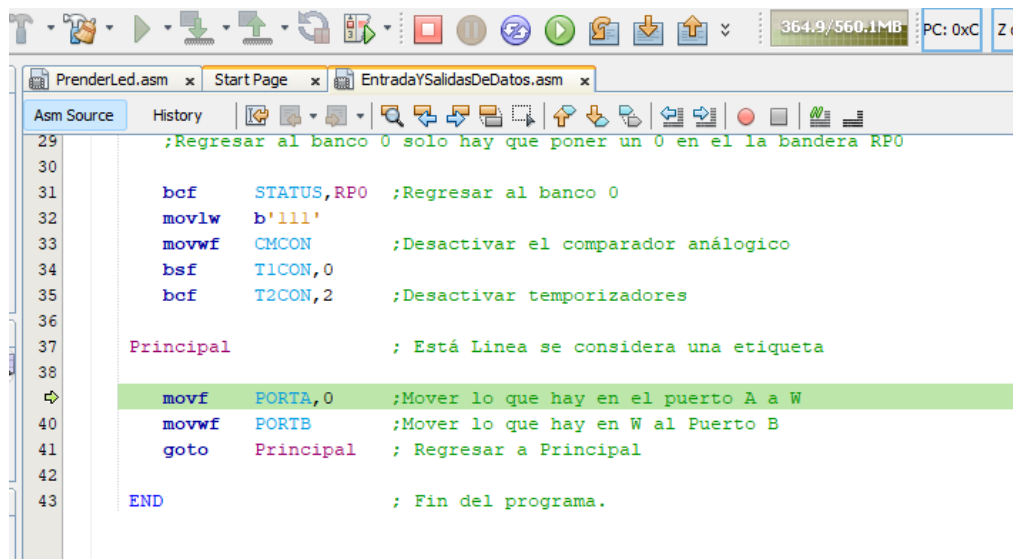 364.9/560.1MB PC: 0xC
PrenderLed.asm x Start Page x EntradaYSalidasDeDatos.asm x
Asm Source History
29 ;Regresar al banco 0 solo hay que poner un 0 en el la bandera RP0
30
31 bcf STATUS,RP0 ;Regresar al banco 0
32 movlw b'111'
33 movwf CMCON ;Desactivar el comparador análogico
34 bsf T1CON,0
35 bcf T2CON,2 ;Desactivar temporizadores
36
37 Principal ; Está Linea se considera una etiqueta
38
movf PORTA,0 ;Mover lo que hay en el puerto A a W
40 movwf PORTB ;Mover lo que hay en W al Puerto B
41 goto Principal ; Regresar a Principal
42
43 END ; Fin del programa.